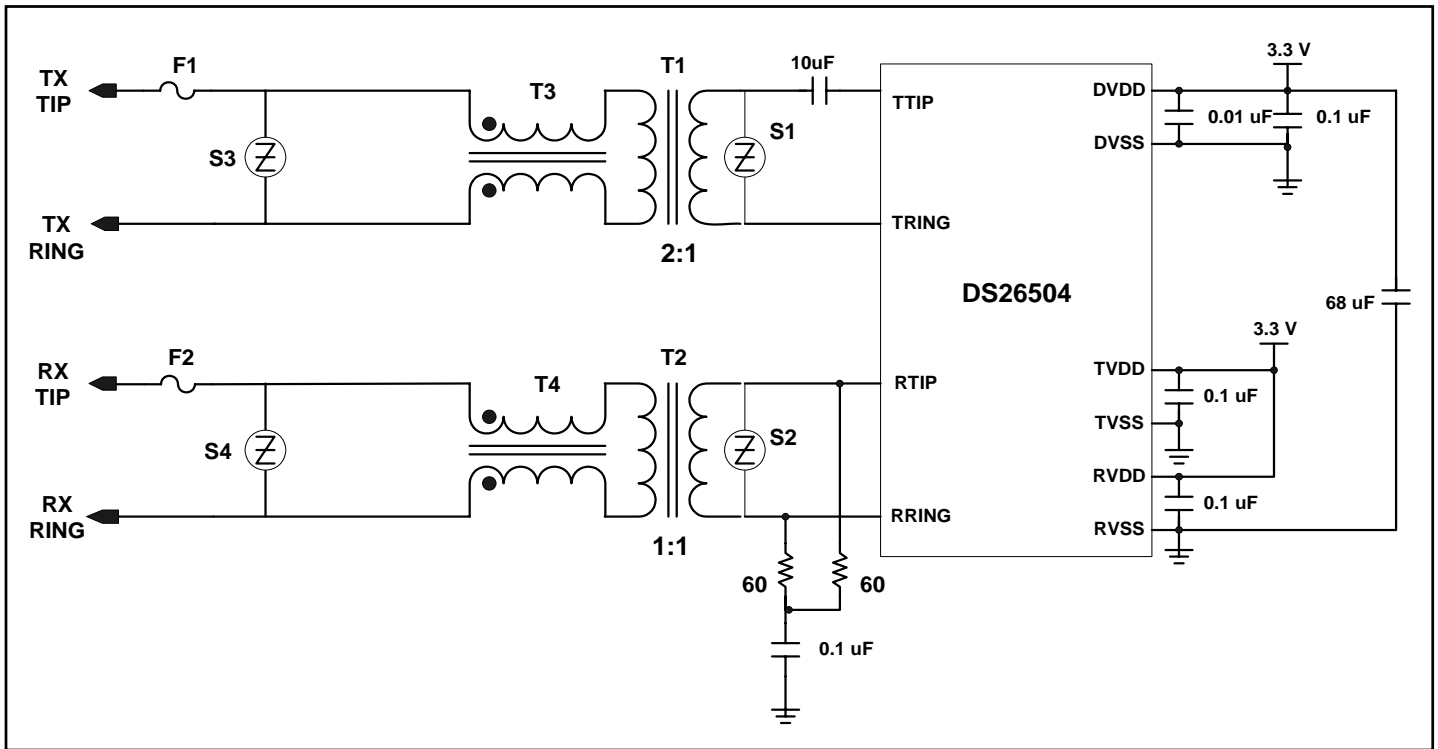 F1
T1
10uF
3.3 V
TX
TIP
T3
TTIP
DVDD
0.01 uF
0.1 uF
S3
S1
DVSS
TX
RING
TRING
2:1
DS26504
68 uF
3.3 V
RX
TIP
F2
T2
T4
RTIP
TVDD
0.1 uF
S4
S2
TVSS
RVDD
0.1 uF
RX
RING
RRING
RVSS
1:1
60
60
0.1 uF